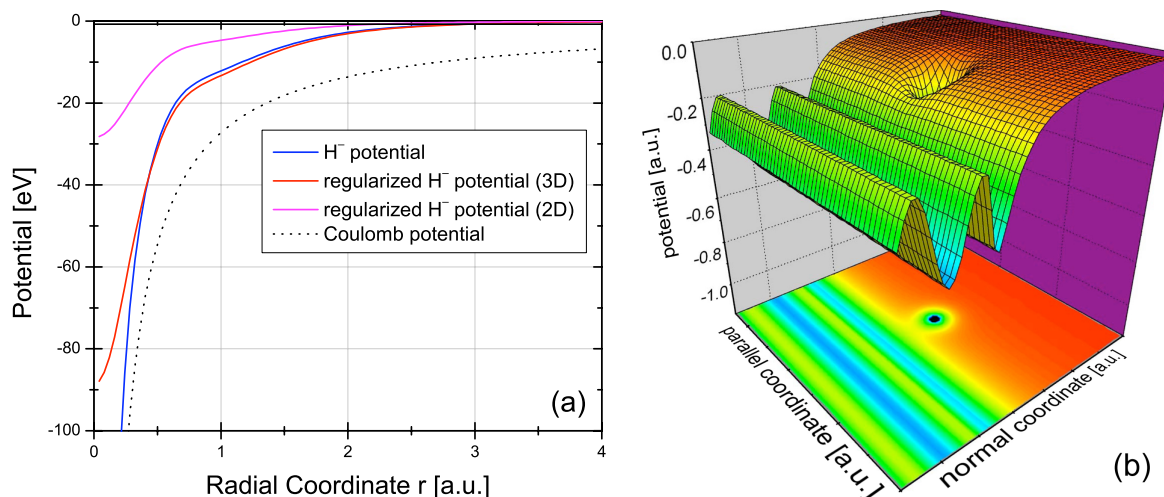 0
-20
-40
-60
-80
-100
Potential [eV]
H⁻ potential
regularized H⁻ potential (3D)
regularized H⁻ potential (2D)
Coulomb potential
(a)
0
1
2
3
4
Radial Coordinate r [a.u.]
0.0
-0.2
-0.4
-0.6
-0.8
-1.0
potential [a.u.]
parallel coordinate [a.u.]
normal coordinate [a.u.]
(b)